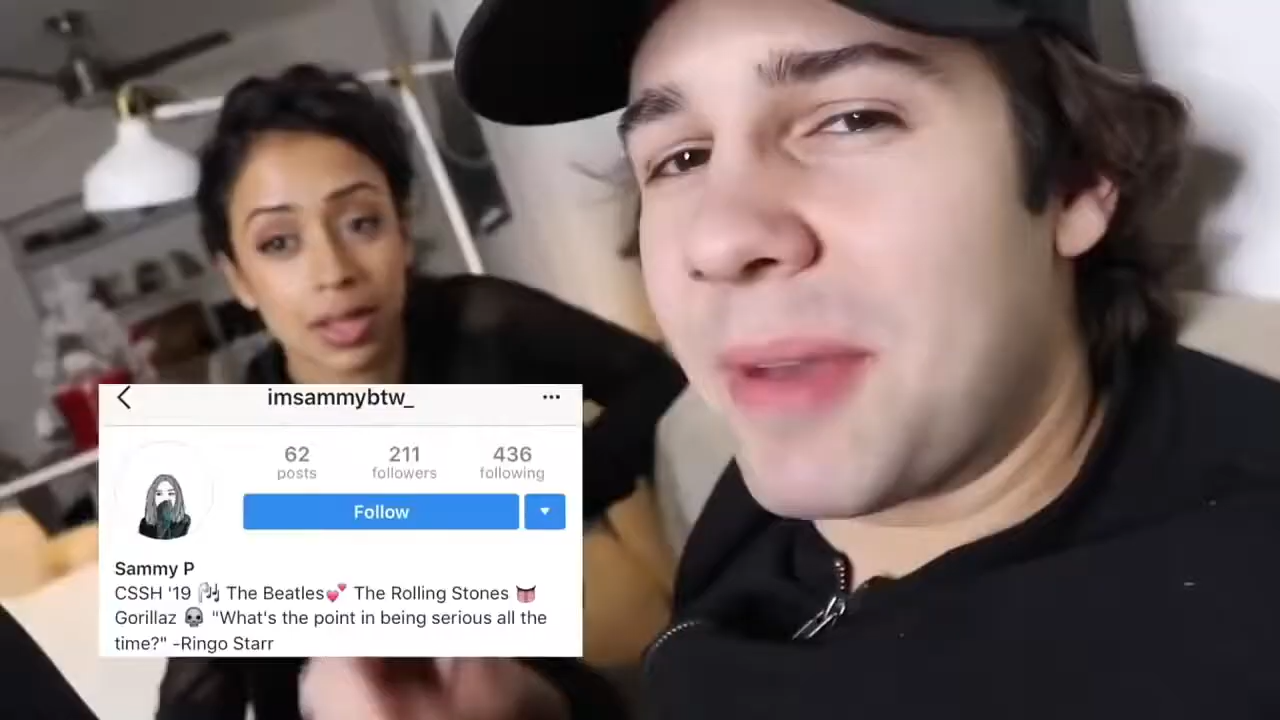 imsammybtw_
62 211 436
posts followers following
Follow
Sammy P
CSSH '19 🎧 The Beatles💕 The Rolling Stones 👅
Gorillaz 💀 "What's the point in being serious all the
time?" -Ringo Starr